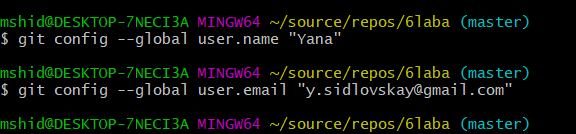 mshid@DESKTOP-7NECI3A MINGW64 ~/source/repos/6laba (master)
$ git config --global user.name "Yana"
mshid@DESKTOP-7NECI3A MINGW64 ~/source/repos/6laba (master)
$ git config --global user.email "y.sidlovskay@gmail.com"
mshid@DESKTOP-7NECI3A MINGW64 ~/source/repos/6laba (master)